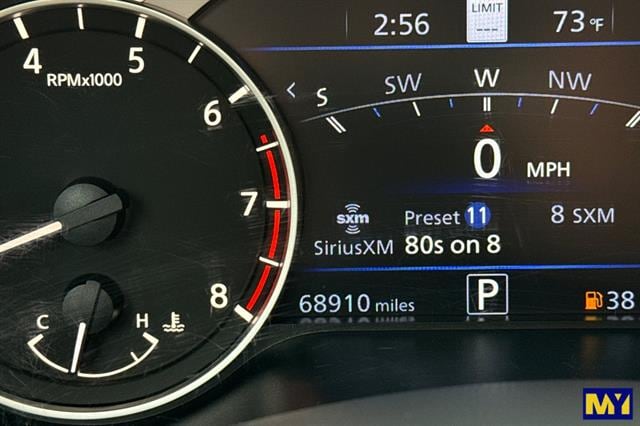 2:56
LIMIT
---
73°F
4 5 6 7 8
RPMx1000
S SW W NW
0 MPH
sxm
SiriusXM
Preset 11
8 SXM
80s on 8
C H
68910 miles
P
38
MY